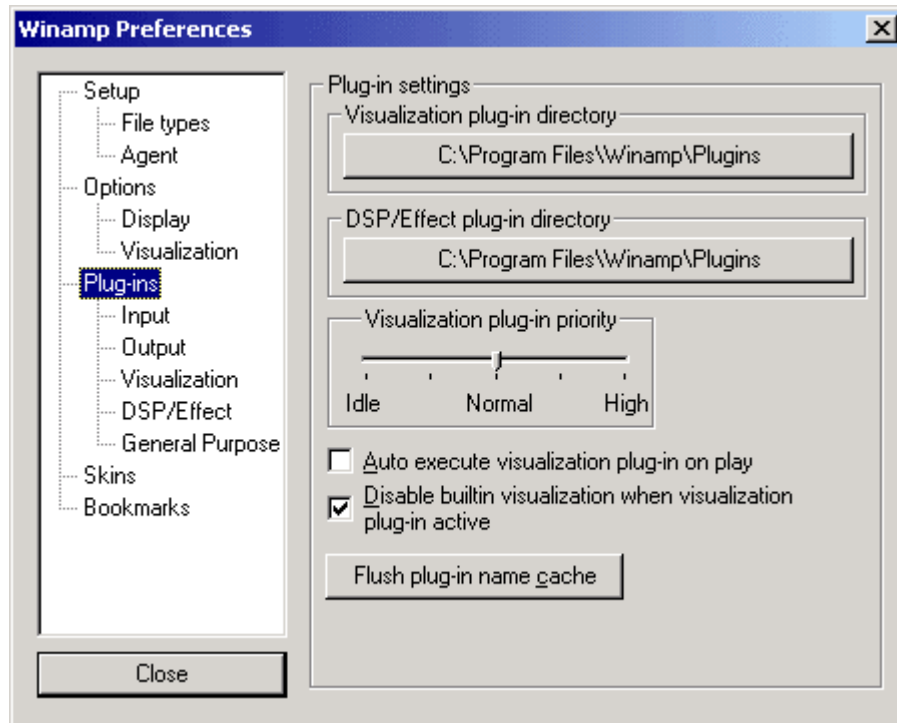 Winamp Preferences
Setup
File types
Agent
Options
Display
Visualization
Plug-ins
Input
Output
Visualization
DSP/Effect
General Purpose
Skins
Bookmarks
Close
Plug-in settings
Visualization plug-in directory
C:\Program Files\Winamp\Plugins
DSP/Effect plug-in directory
C:\Program Files\Winamp\Plugins
Visualization plug-in priority
Idle Normal High
Auto execute visualization plug-in on play
Disable builtin visualization when visualization
plug-in active
Flush plug-in name cache